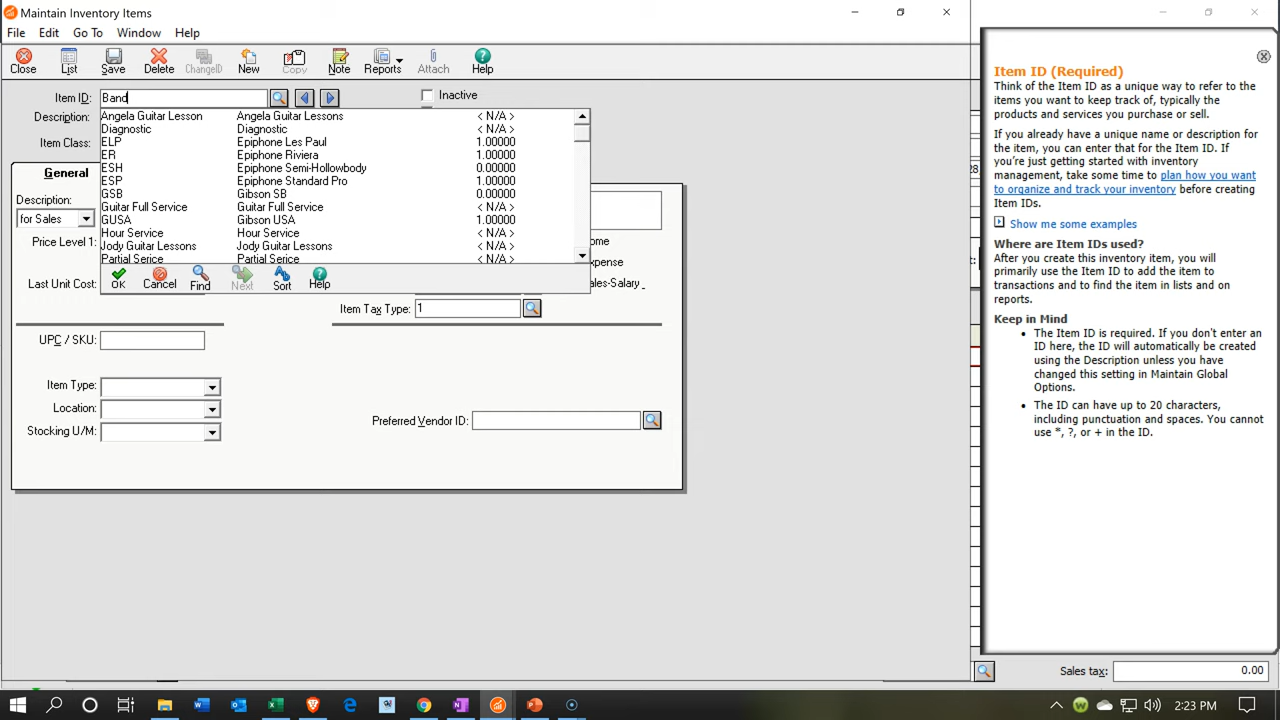 Maintain Inventory Items
File Edit Go To Window Help
Close List Save Delete ChangeID New Copy Note Reports Attach Help
Item ID: Band Inactive
Description:
Item Class:
Angela Guitar Lesson Angela Guitar Lessons < N/A >
Diagnostic Diagnostic < N/A >
ELP Epiphone Les Paul 1.00000
ER Epiphone Riviera 1.00000
ESH Epiphone Semi-Hollowbody 0.00000
ESP Epiphone Standard Pro 1.00000
GSB Gibson SB 0.00000
Guitar Full Service Guitar Full Service < N/A >
GUSA Gibson USA 1.00000
Hour Service Hour Service < N/A >
Jody Guitar Lessons Jody Guitar Lessons < N/A >
Partial Serice Partial Serice < N/A >
OK Cancel Find Next Sort Help
General
Description:
for Sales
Price Level 1:
ome
xpense
Last Unit Cost:
ales-Salary_
Item Tax Type: 1
UPC / SKU:
Item Type:
Location:
Stocking U/M:
Preferred Vendor ID:
Item ID (Required)
Think of the Item ID as a unique way to refer to the
items you want to keep track of, typically the
products and services you purchase or sell.
If you already have a unique name or description for
the item, you can enter that for the Item ID. If
you're just getting started with inventory
management, take some time to plan how you want
to organize and track your inventory before creating
Item IDs.
Show me some examples
Where are Item IDs used?
After you create this inventory item, you will
primarily use the Item ID to add the item to
transactions and to find the item in lists and on
reports.
Keep in Mind
• The Item ID is required. If you don't enter an
ID here, the ID will automatically be created
using the Description unless you have
changed this setting in Maintain Global
Options.
• The ID can have up to 20 characters,
including punctuation and spaces. You cannot
use *, ?, or + in the ID.
28,
t:
Sales tax: 0.00
2:23 PM